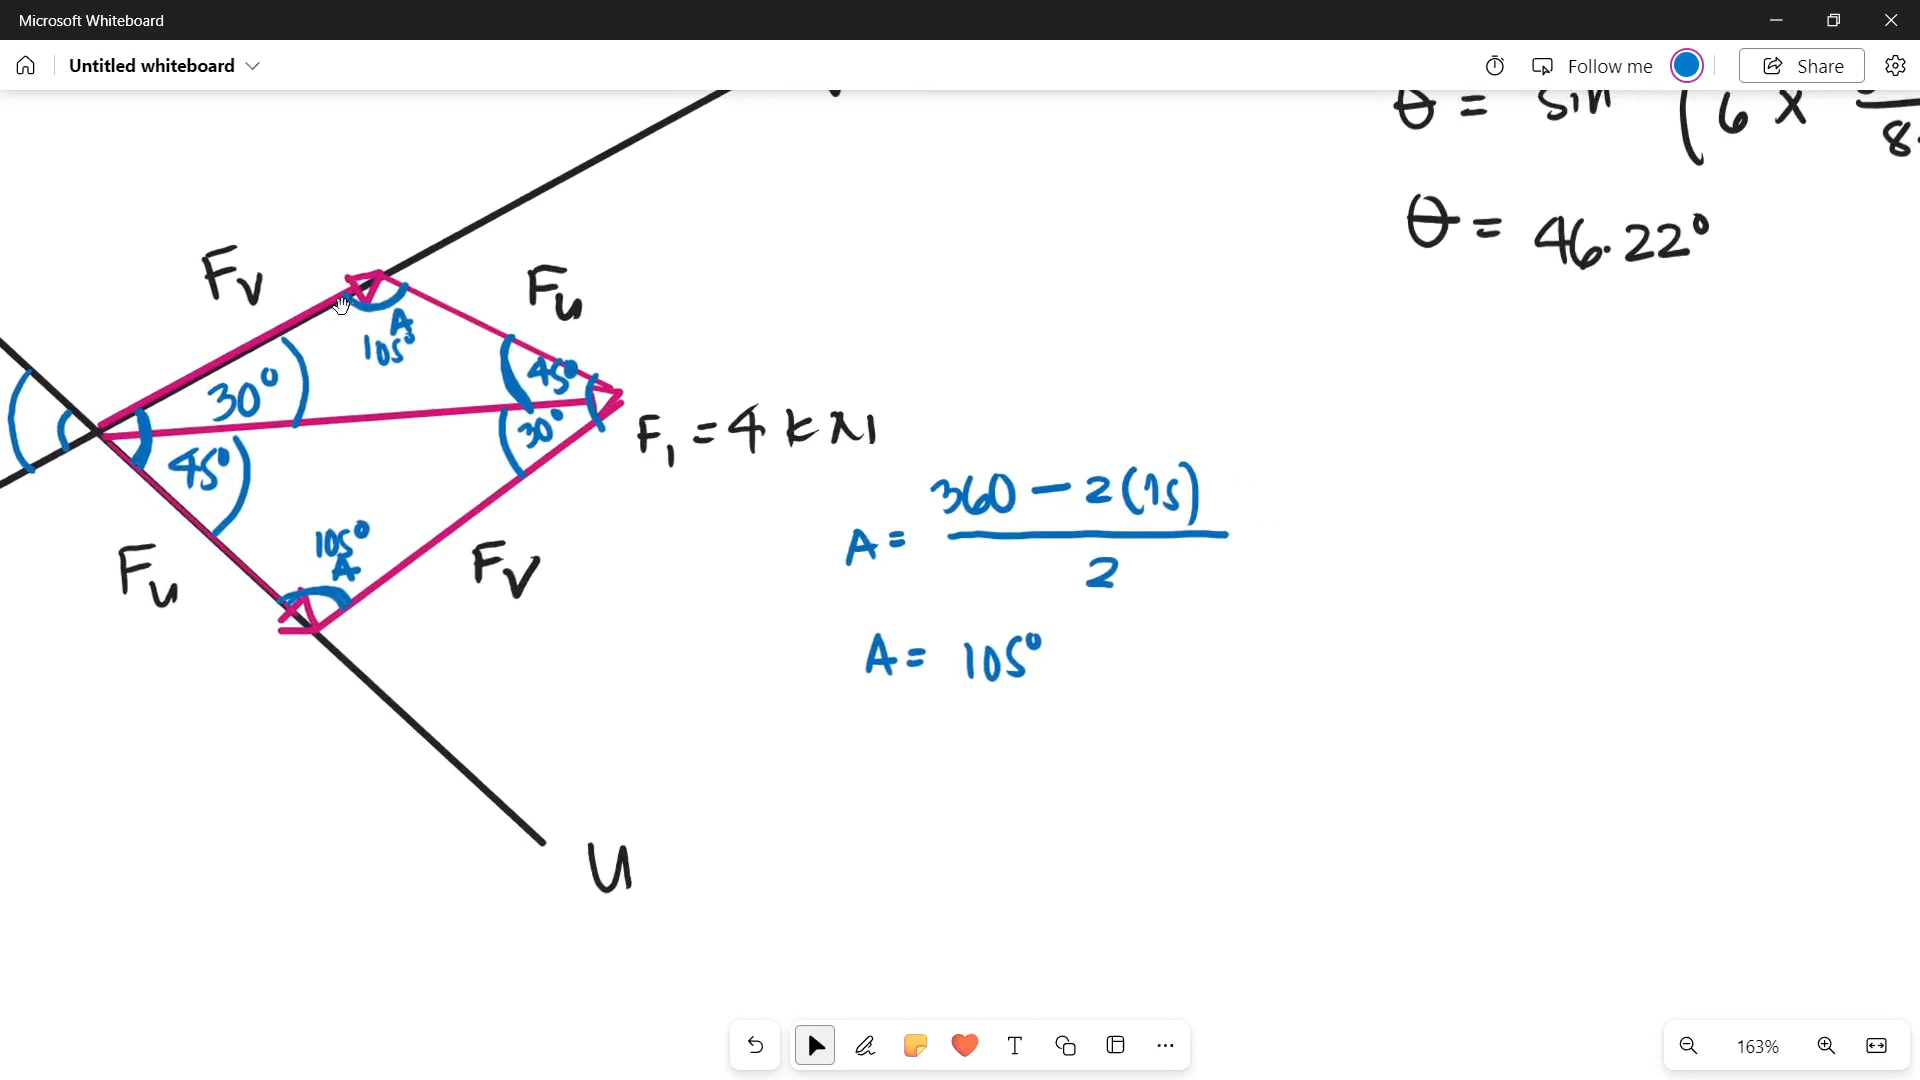 Microsoft Whiteboard
Untitled whiteboard
Follow me
Share
θ = sin (6 x
8
θ = 46.22°
Fv
Fu
A
105°
45°
30°
30°
F₁ = 4 kN
45°
360 - 2(75)
A =
2
105°
A
Fu
Fv
A = 105°
U
163%